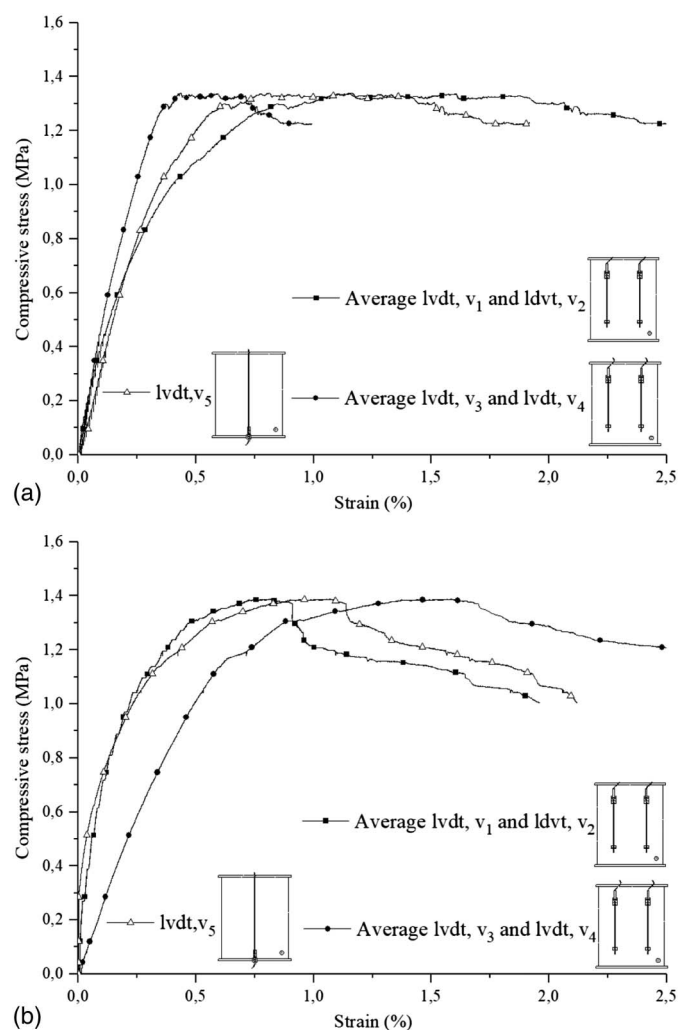 1,4
1,2
1,0
0,8
0,6
0,4
0,2
0,0
Compressive stress (MPa)
Average lvdt, v1 and ldvt, v2
lvdt,v5
Average lvdt, v3 and lvdt, v4
0,0 0,5 1,0 1,5 2,0 2,5
Strain (%)
(a)
1,6
1,4
1,2
1,0
0,8
0,6
0,4
0,2
0,0
Compressive stress (MPa)
Average lvdt, v1 and ldvt, v2
lvdt,v5
Average lvdt, v3 and lvdt, v4
0,0 0,5 1,0 1,5 2,0 2,5
Strain (%)
(b)